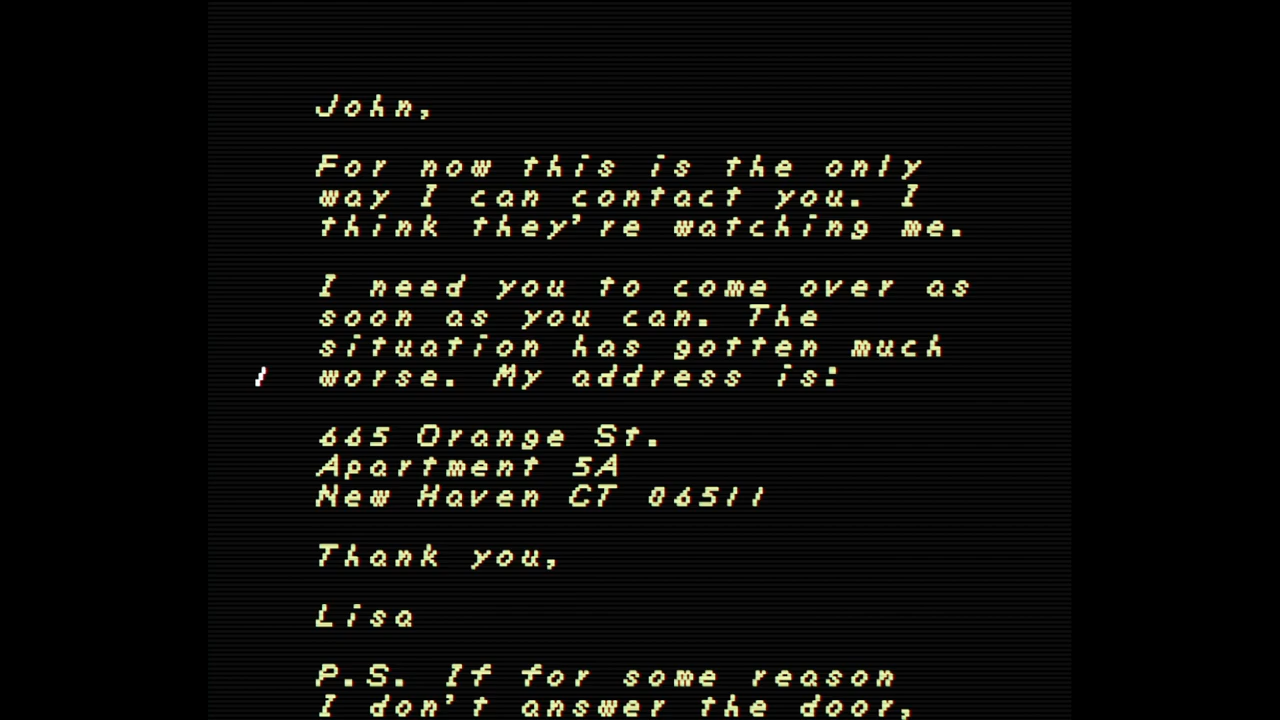 John,
For now this is the only
way I can contact you. I
think they're watching me.
I need you to come over as
soon as you can. The
situation has gotten much
worse. My address is:
665 Orange St.
Apartment 5A
New Haven CT 06511
Thank you,
Lisa
P.S. If for some reason
I don't answer the door,